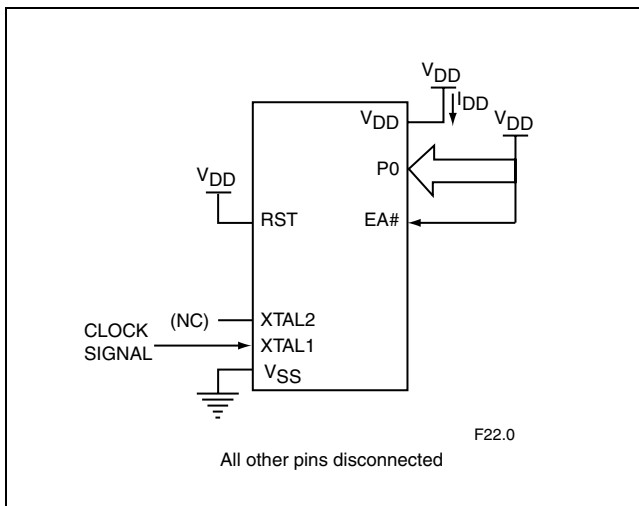 VDD
IDD
VDD
VDD
P0
VDD
RST
EA#
(NC)
XTAL2
CLOCK
SIGNAL
XTAL1
VSS
F22.0
All other pins disconnected